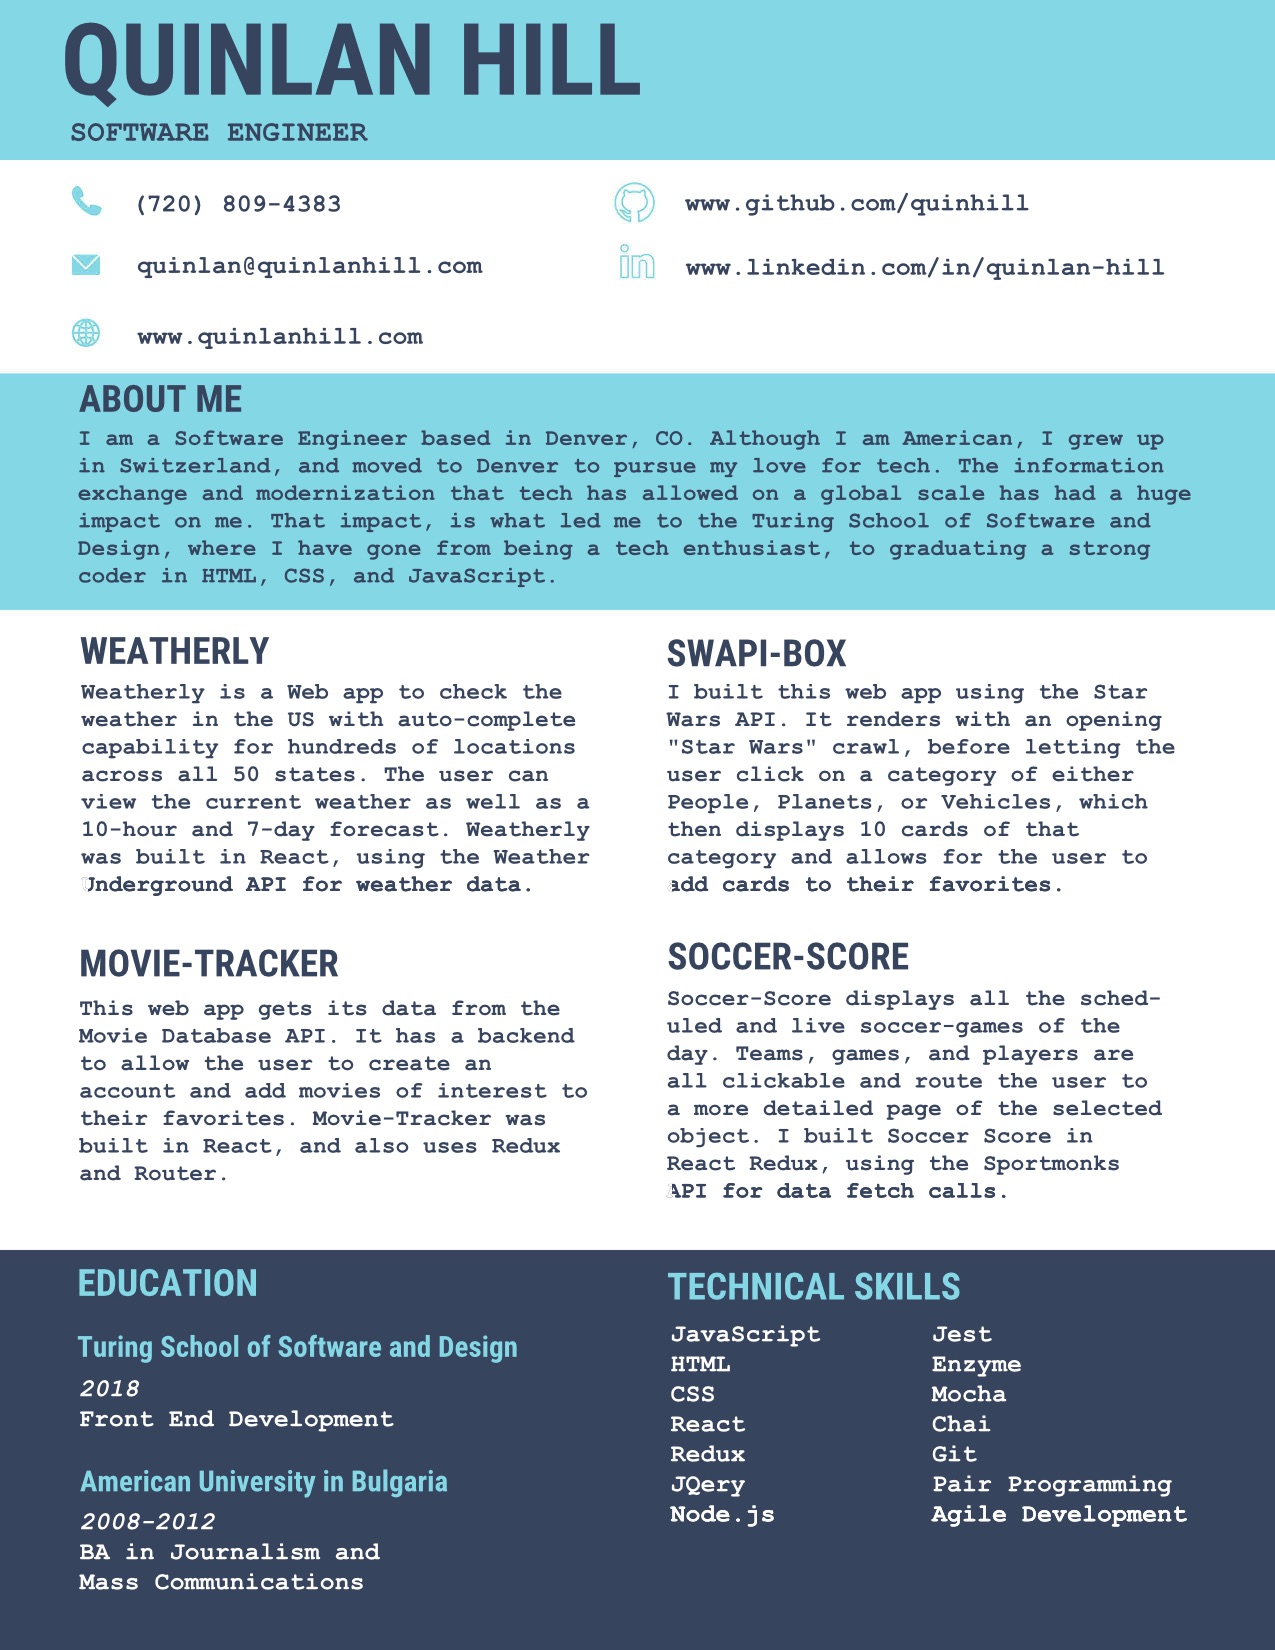 QUINLAN HILL
SOFTWARE ENGINEER
(720) 809-4383
www.github.com/quinhill
quinlan@quinlanhill.com
www.linkedin.com/in/quinlan-hill
www.quinlanhill.com
ABOUT ME
I am a Software Engineer based in Denver, CO. Although I am American, I grew up
in Switzerland, and moved to Denver to pursue my love for tech. The information
exchange and modernization that tech has allowed on a global scale has had a huge
impact on me. That impact, is what led me to the Turing School of Software and
Design, where I have gone from being a tech enthusiast, to graduating a strong
coder in HTML, CSS, and JavaScript.
WEATHERLY
Weatherly is a Web app to check the
weather in the US with auto-complete
capability for hundreds of locations
across all 50 states. The user can
view the current weather as well as a
10-hour and 7-day forecast. Weatherly
was built in React, using the Weather
Underground API for weather data.
SWAPI-BOX
I built this web app using the Star
Wars API. It renders with an opening
"Star Wars" crawl, before letting the
user click on a category of either
People, Planets, or Vehicles, which
then displays 10 cards of that
category and allows for the user to
add cards to their favorites.
MOVIE-TRACKER
This web app gets its data from the
Movie Database API. It has a backend
to allow the user to create an
account and add movies of interest to
their favorites. Movie-Tracker was
built in React, and also uses Redux
and Router.
SOCCER-SCORE
Soccer-Score displays all the sched-
uled and live soccer-games of the
day. Teams, games, and players are
all clickable and route the user to
a more detailed page of the selected
object. I built Soccer Score in
React Redux, using the Sportmonks
API for data fetch calls.
EDUCATION
Turing School of Software and Design
2018
Front End Development
American University in Bulgaria
2008-2012
BA in Journalism and
Mass Communications
TECHNICAL SKILLS
JavaScript
HTML
CSS
React
Redux
JQery
Node.js
Jest
Enzyme
Mocha
Chai
Git
Pair Programming
Agile Development